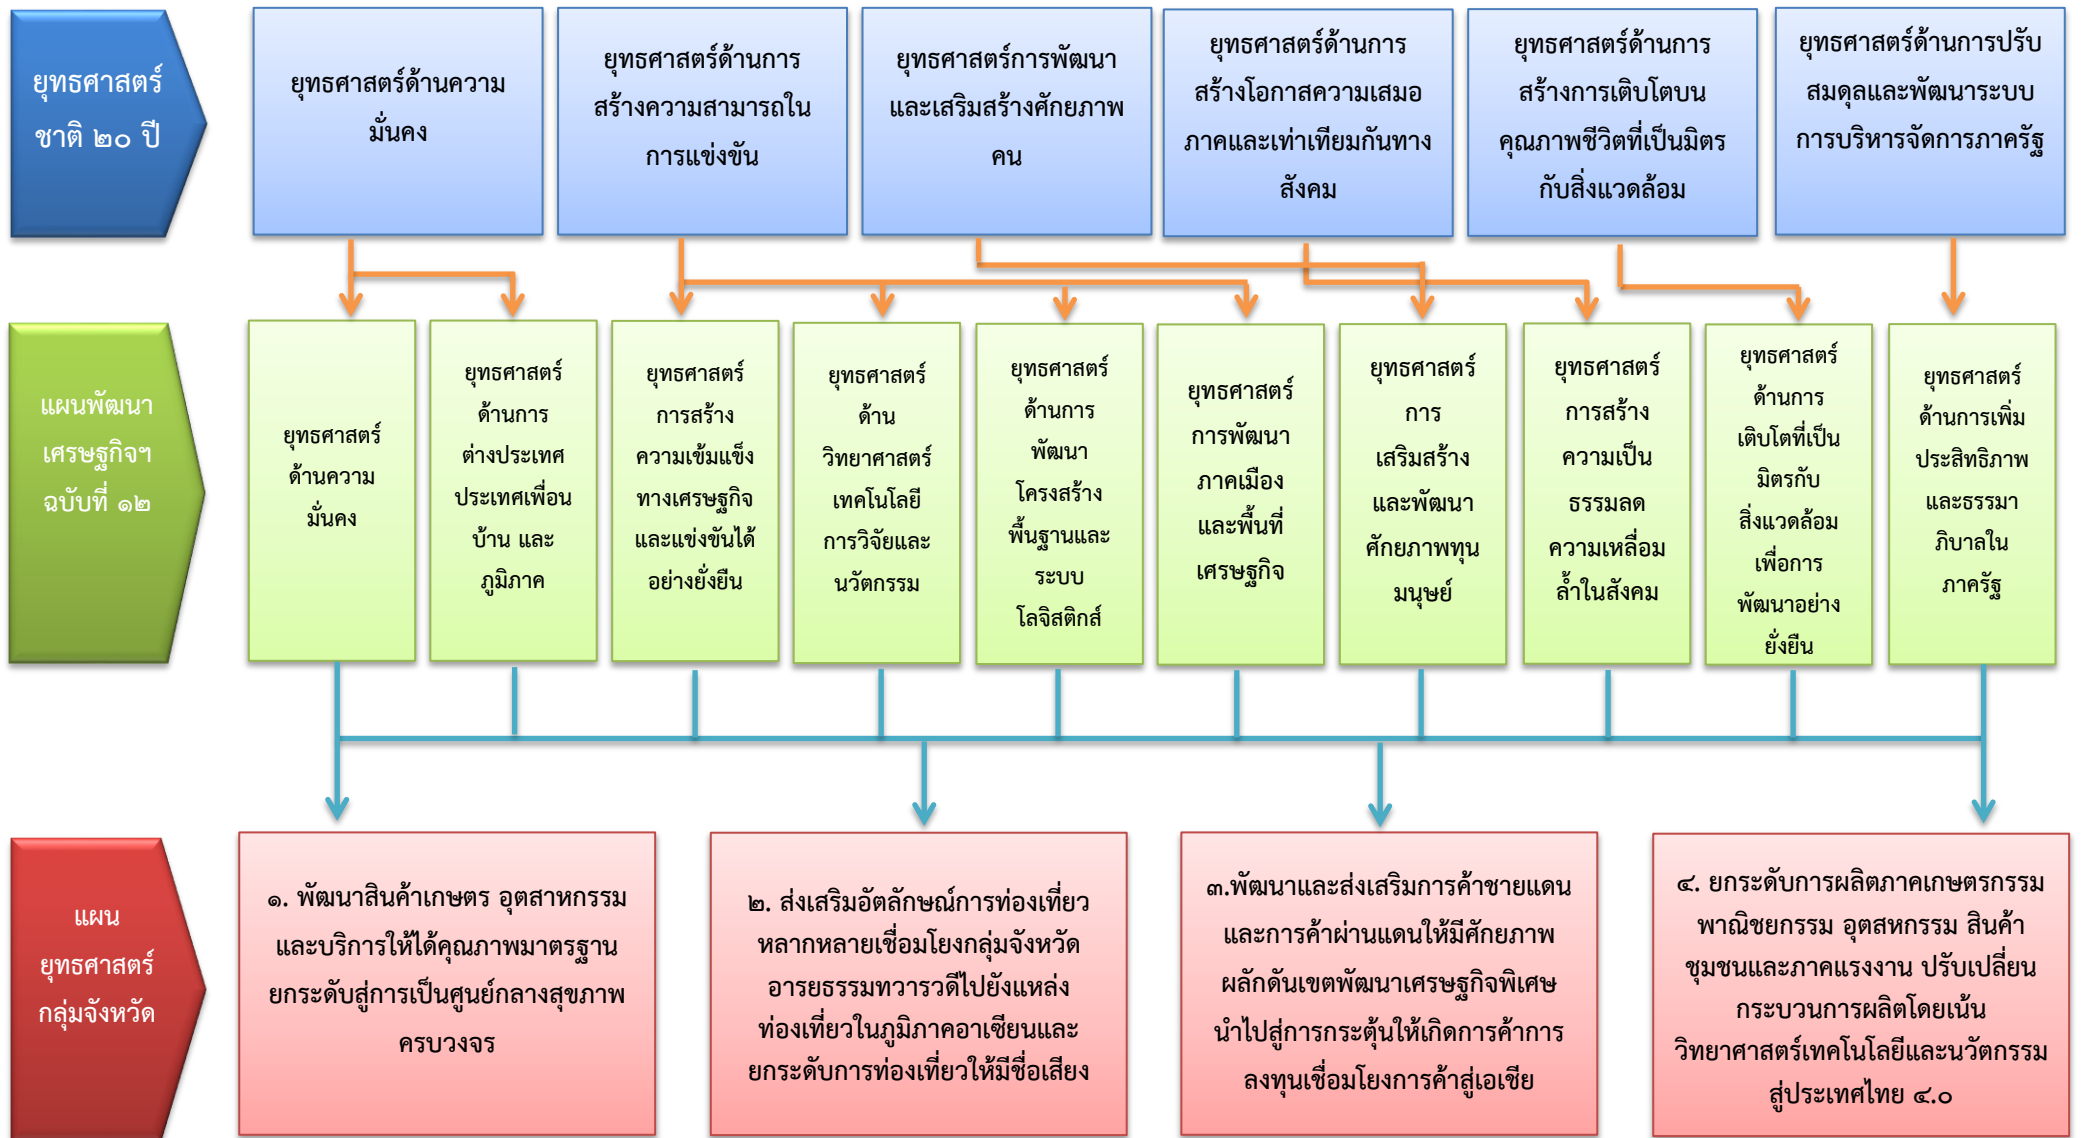 ยุทธศาสตร์
ชาติ ๒๐ ปี
ยุทธศาสตร์ด้านความ
มั่นคง
ยุทธศาสตร์ด้านการ
สร้างความสามารถใน
การแข่งขัน
ยุทธศาสตร์การพัฒนา
และเสริมสร้างศักยภาพ
คน
ยุทธศาสตร์ด้านการ
สร้างโอกาสความเสมอ
ภาคและเท่าเทียมกันทาง
สังคม
ยุทธศาสตร์ด้านการ
สร้างการเติบโตบน
คุณภาพชีวิตที่เป็นมิตร
กับสิ่งแวดล้อม
ยุทธศาสตร์ด้านการปรับ
สมดุลและพัฒนาระบบ
การบริหารจัดการภาครัฐ
แผนพัฒนา
เศรษฐกิจฯ
ฉบับที่ ๑๒
ยุทธศาสตร์
ด้านความ
มั่นคง
ยุทธศาสตร์
ด้านการ
ต่างประเทศ
ประเทศเพื่อน
บ้าน และ
ภูมิภาค
ยุทธศาสตร์
การสร้าง
ความเข้มแข็ง
ทางเศรษฐกิจ
และแข่งขันได้
อย่างยั่งยืน
ยุทธศาสตร์
ด้าน
วิทยาศาสตร์
เทคโนโลยี
การวิจัยและ
นวัตกรรม
ยุทธศาสตร์
ด้านการ
พัฒนา
โครงสร้าง
พื้นฐานและ
ระบบ
โลจิสติกส์
ยุทธศาสตร์
การพัฒนา
ภาคเมือง
และพื้นที่
เศรษฐกิจ
ยุทธศาสตร์
การ
เสริมสร้าง
และพัฒนา
ศักยภาพทุน
มนุษย์
ยุทธศาสตร์
การสร้าง
ความเป็น
ธรรมลด
ความเหลื่อม
ล้ำในสังคม
ยุทธศาสตร์
ด้านการ
เติบโตที่เป็น
มิตรกับ
สิ่งแวดล้อม
เพื่อการ
พัฒนาอย่าง
ยั่งยืน
ยุทธศาสตร์
ด้านการเพิ่ม
ประสิทธิภาพ
และธรรมา
ภิบาลใน
ภาครัฐ
แผน
ยุทธศาสตร์
กลุ่มจังหวัด
๑. พัฒนาสินค้าเกษตร อุตสาหกรรม
และบริการให้ได้คุณภาพมาตรฐาน
ยกระดับสู่การเป็นศูนย์กลางสุขภาพ
ครบวงจร
๒. ส่งเสริมอัตลักษณ์การท่องเที่ยว
หลากหลายเชื่อมโยงกลุ่มจังหวัด
อารยธรรมทวารวดีไปยังแหล่ง
ท่องเที่ยวในภูมิภาคอาเซียนและ
ยกระดับการท่องเที่ยวให้มีชื่อเสียง
๓.พัฒนาและส่งเสริมการค้าชายแดน
และการค้าผ่านแดนให้มีศักยภาพ
ผลักดันเขตพัฒนาเศรษฐกิจพิเศษ
นำไปสู่การกระตุ้นให้เกิดการค้าการ
ลงทุนเชื่อมโยงการค้าสู่เอเชีย
๔. ยกระดับการผลิตภาคเกษตรกรรม
พาณิชยกรรม อุตสหกรรม สินค้า
ชุมชนและภาคแรงงาน ปรับเปลี่ยน
กระบวนการผลิตโดยเน้น
วิทยาศาสตร์เทคโนโลยีและนวัตกรรม
สู่ประเทศไทย ๔.๐